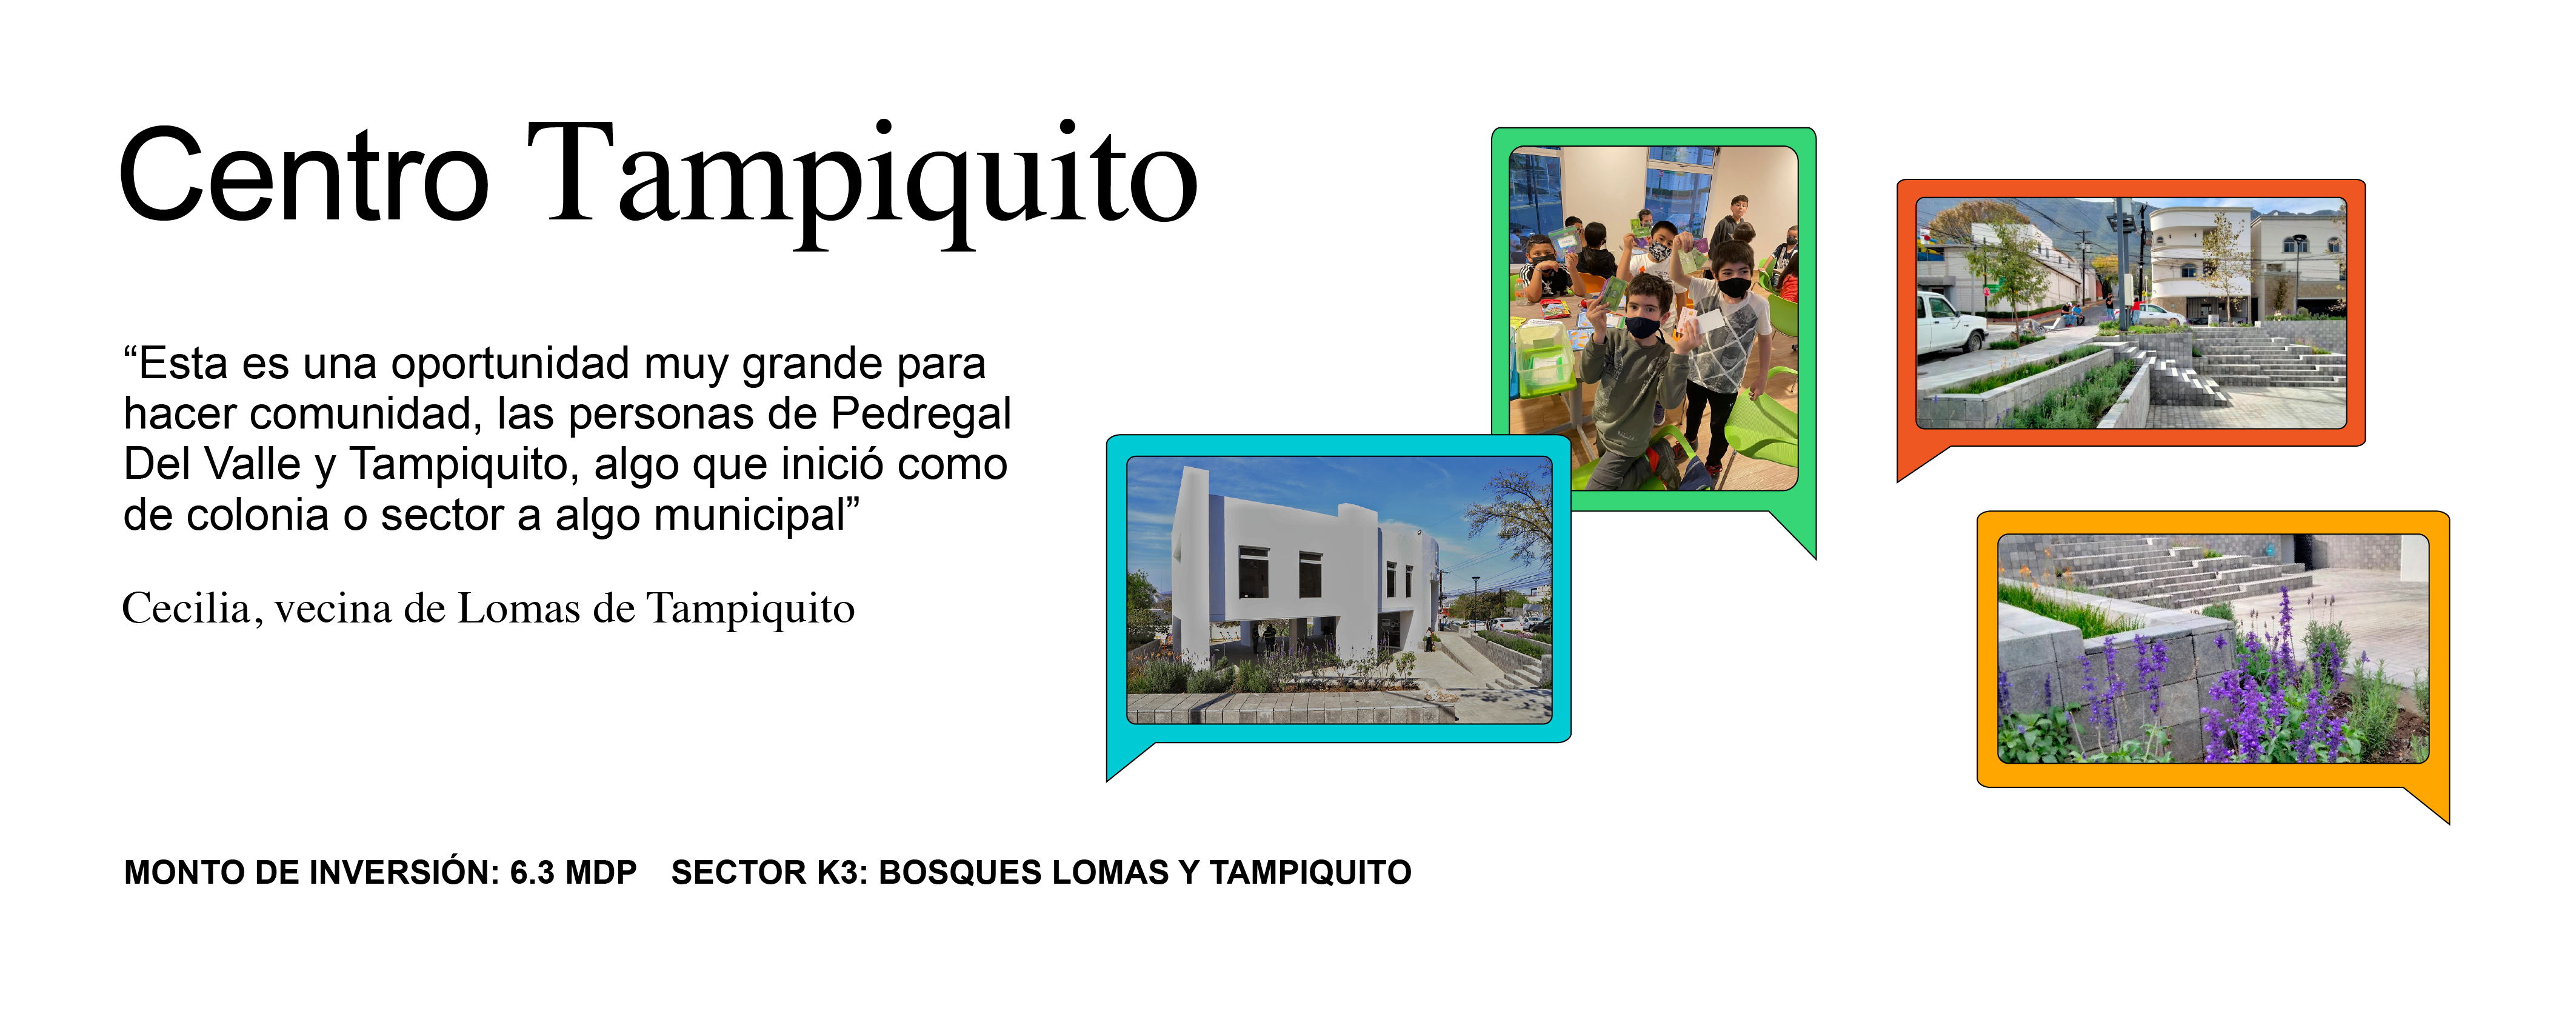 Centro Tampiquito
“Esta es una oportunidad muy grande para
hacer comunidad, las personas de Pedregal
Del Valle y Tampiquito, algo que inició como
de colonia o sector a algo municipal”
Cecilia, vecina de Lomas de Tampiquito
MONTO DE INVERSIÓN: 6.3 MDP SECTOR K3: BOSQUES LOMAS Y TAMPIQUITO